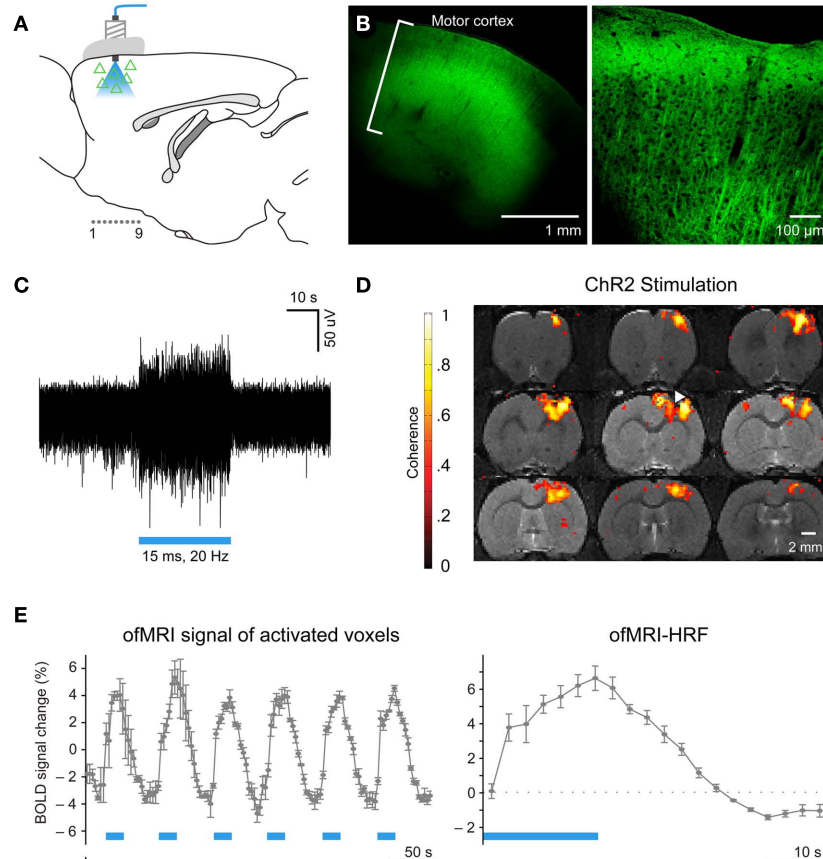 A
1 9
B
Motor cortex
1 mm
100 µm
C
10 s
50 uV
15 ms, 20 Hz
D
ChR2 Stimulation
Coherence
1
.8
.6
.4
.2
0
2 mm
E
ofMRI signal of activated voxels
BOLD signal change (%)
6
4
2
0
– 2
– 4
– 6
50 s
ofMRI-HRF
6
4
2
0
– 2
10 s